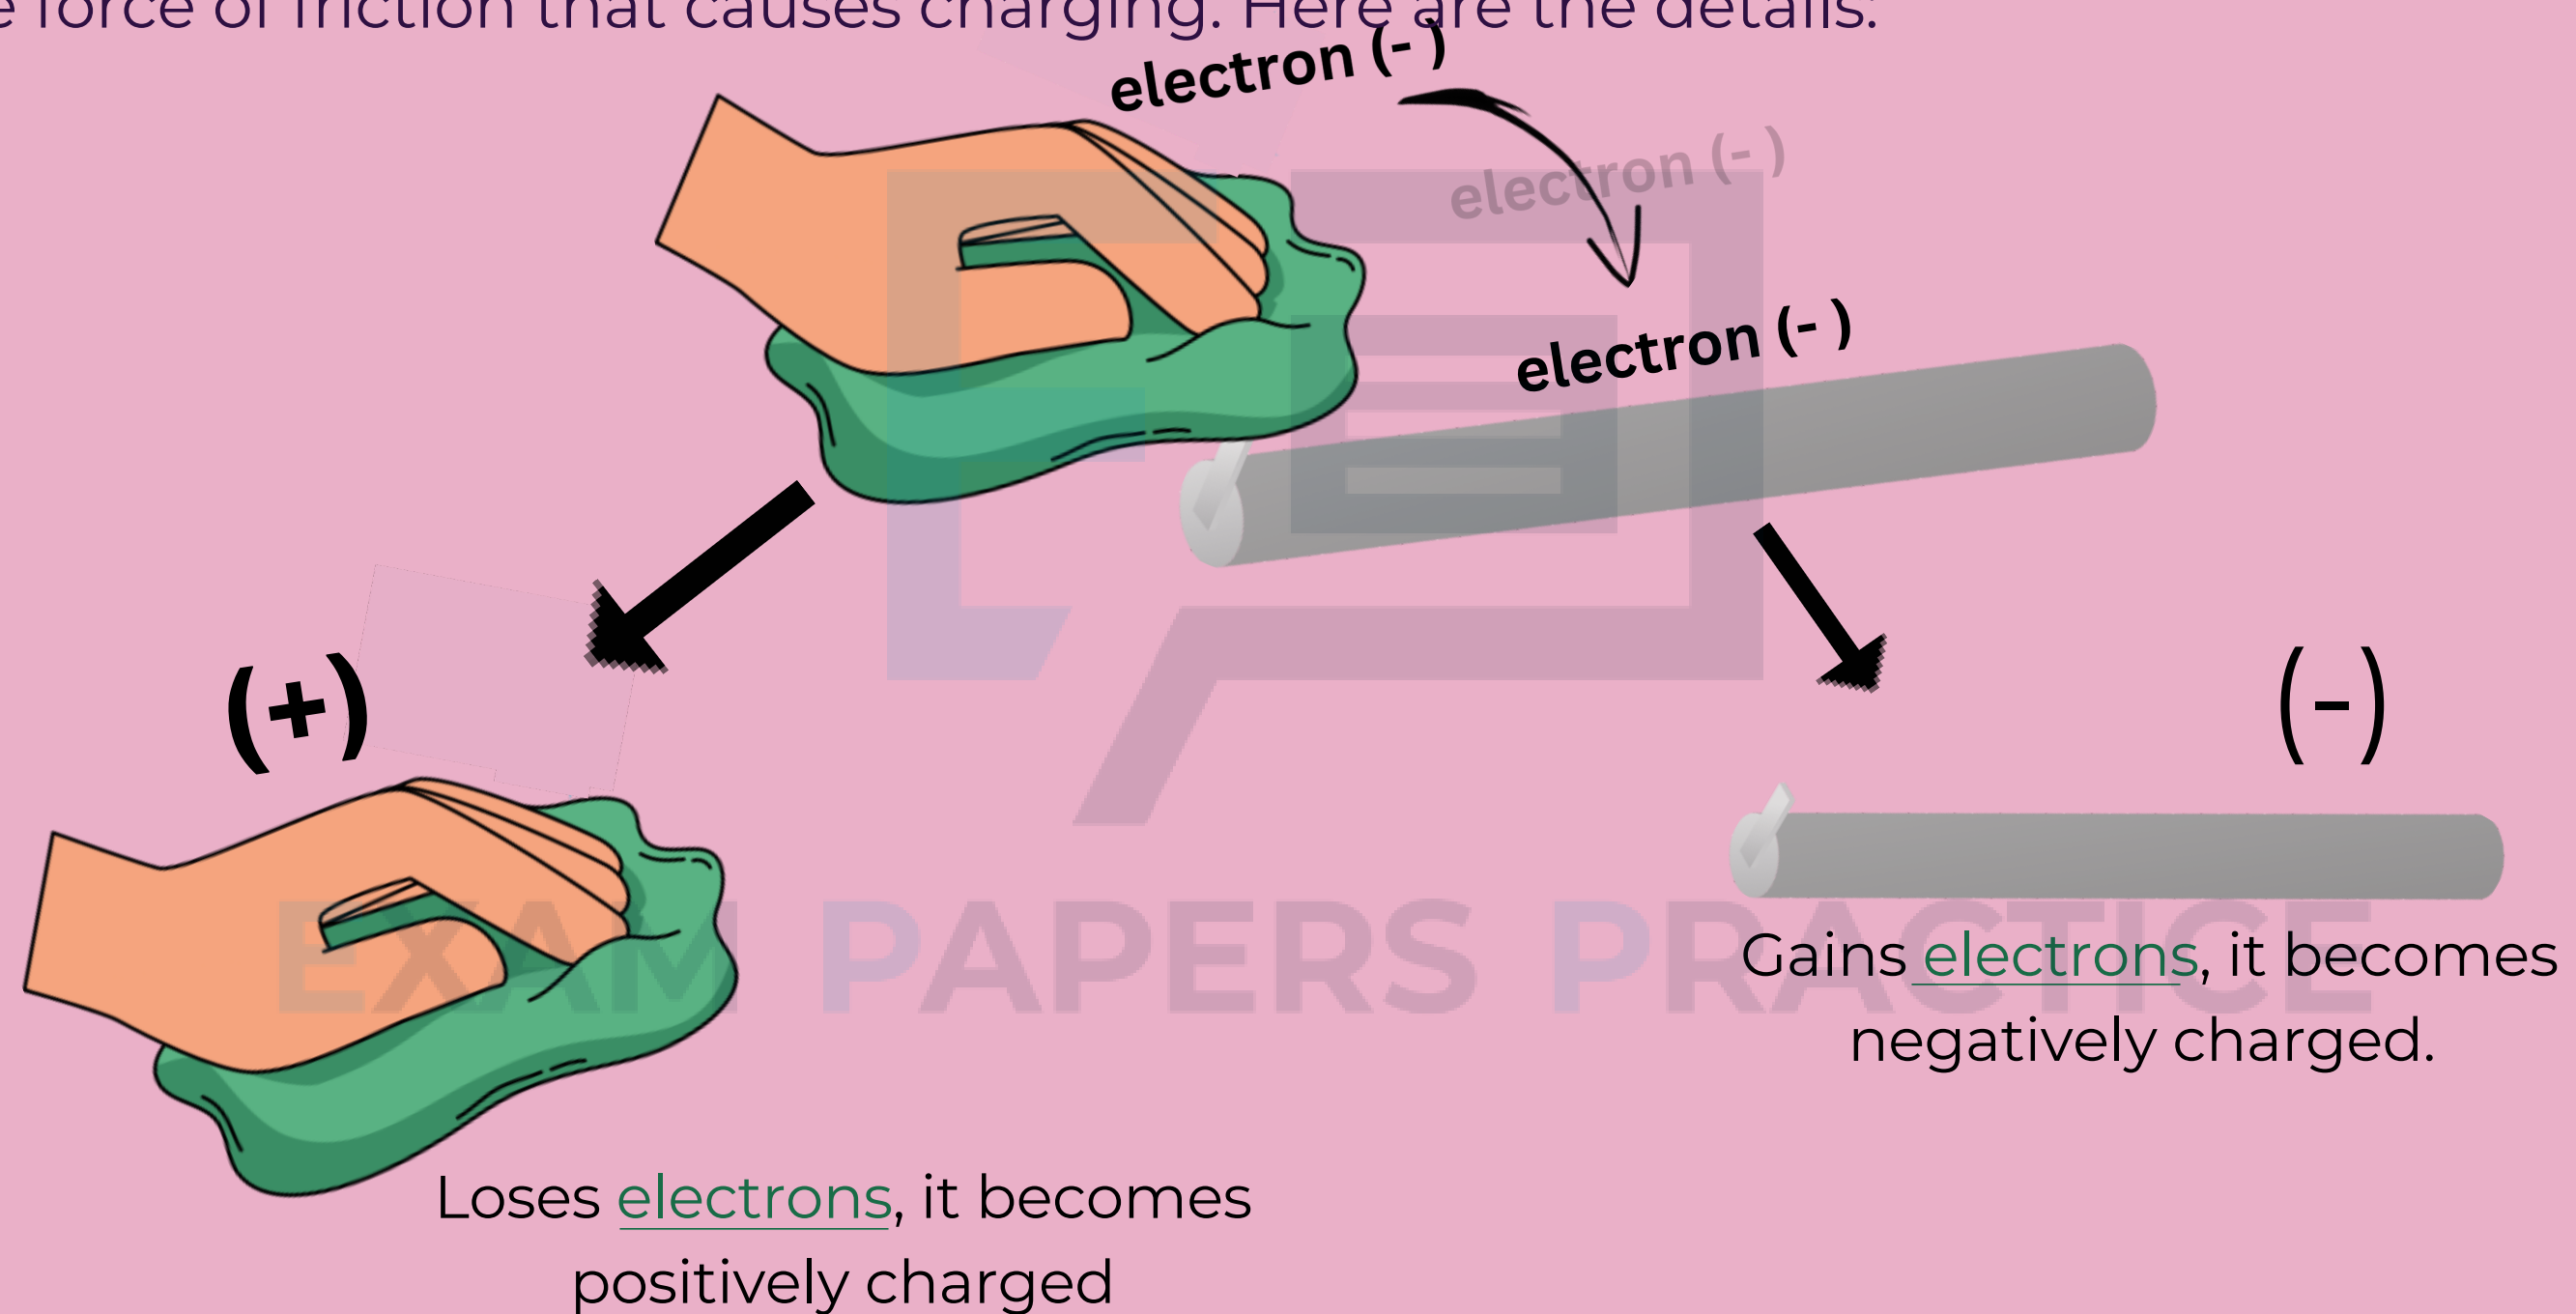 e force of friction that causes charging. Here are the details:
electron (- )
electron (- )
electron (- )
(+)
(-)
EXAM PAPERS PRACTICE
Gains electrons, it becomes
negatively charged.
Loses electrons, it becomes
positively charged